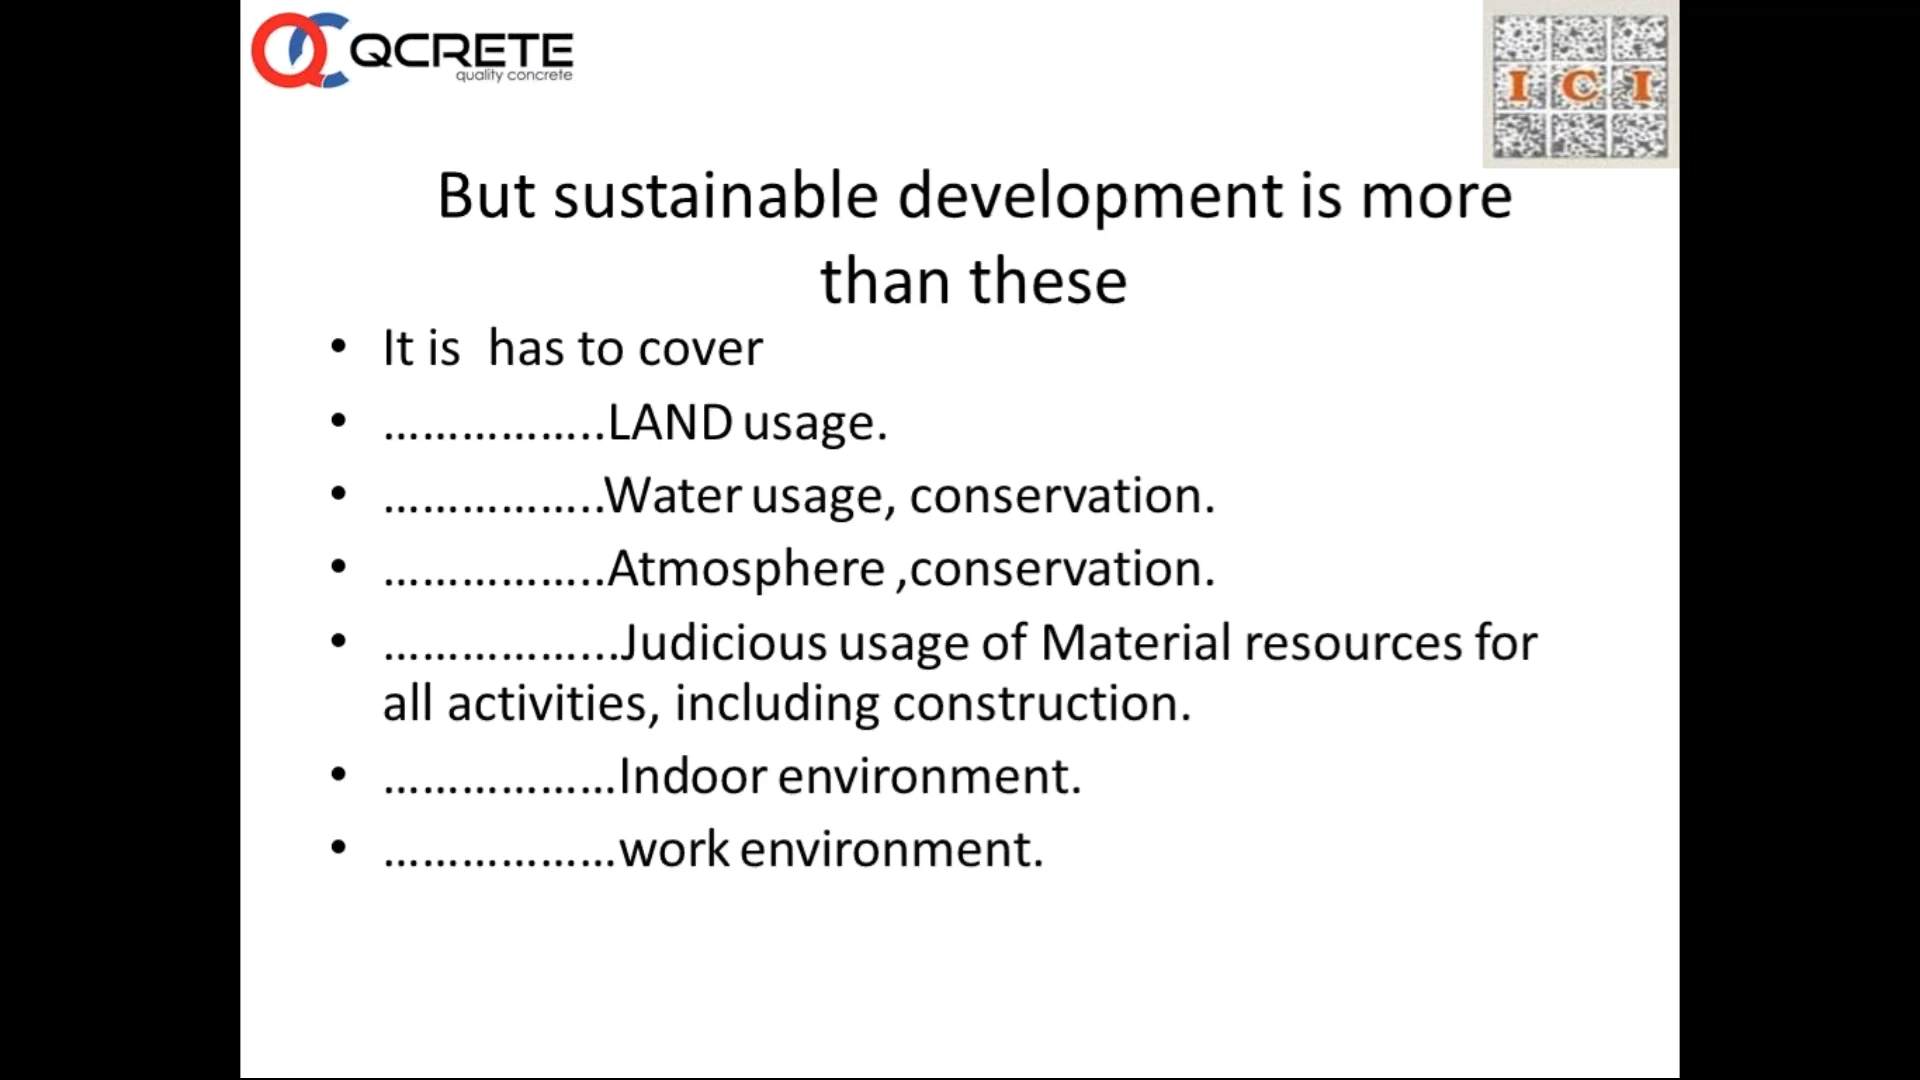 QCRETE
quality concrete
I C I
But sustainable development is more
than these
• It is  has to cover
• ……………..LAND usage.
• ……………..Water usage, conservation.
• ……………..Atmosphere ,conservation.
• ……………...Judicious usage of Material resources for
all activities, including construction.
• ………………Indoor environment.
• ………………work environment.